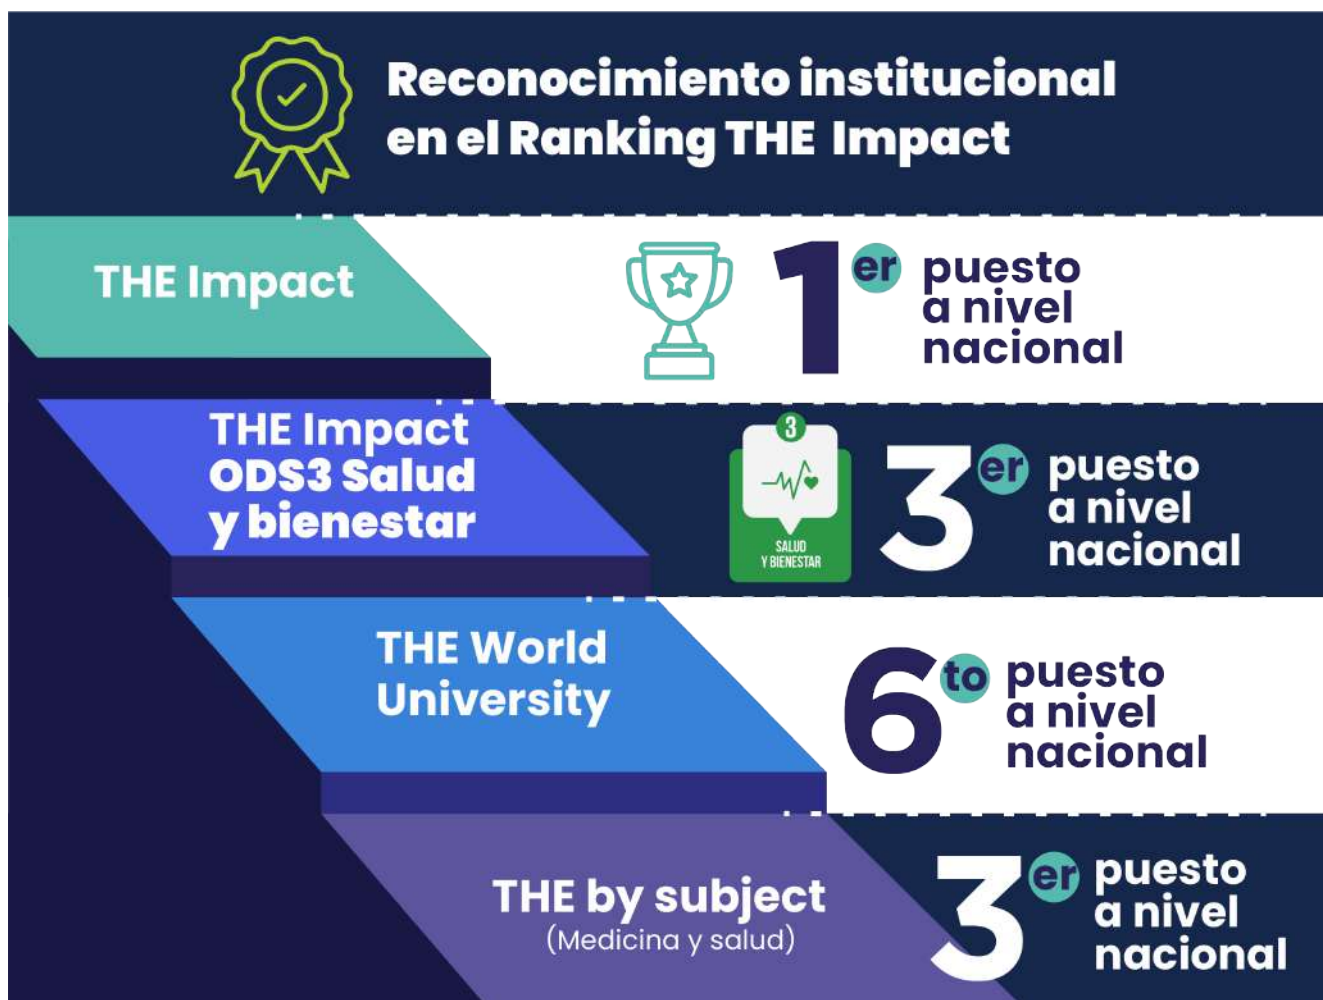 Reconocimiento institucional
en el Ranking THE Impact
THE Impact
1er puesto
a nivel
nacional
THE Impact
ODS3 Salud
y bienestar
3
SALUD
Y BIENESTAR
3er puesto
a nivel
nacional
THE World
University
6to puesto
a nivel
nacional
THE by subject
(Medicina y salud)
3er puesto
a nivel
nacional